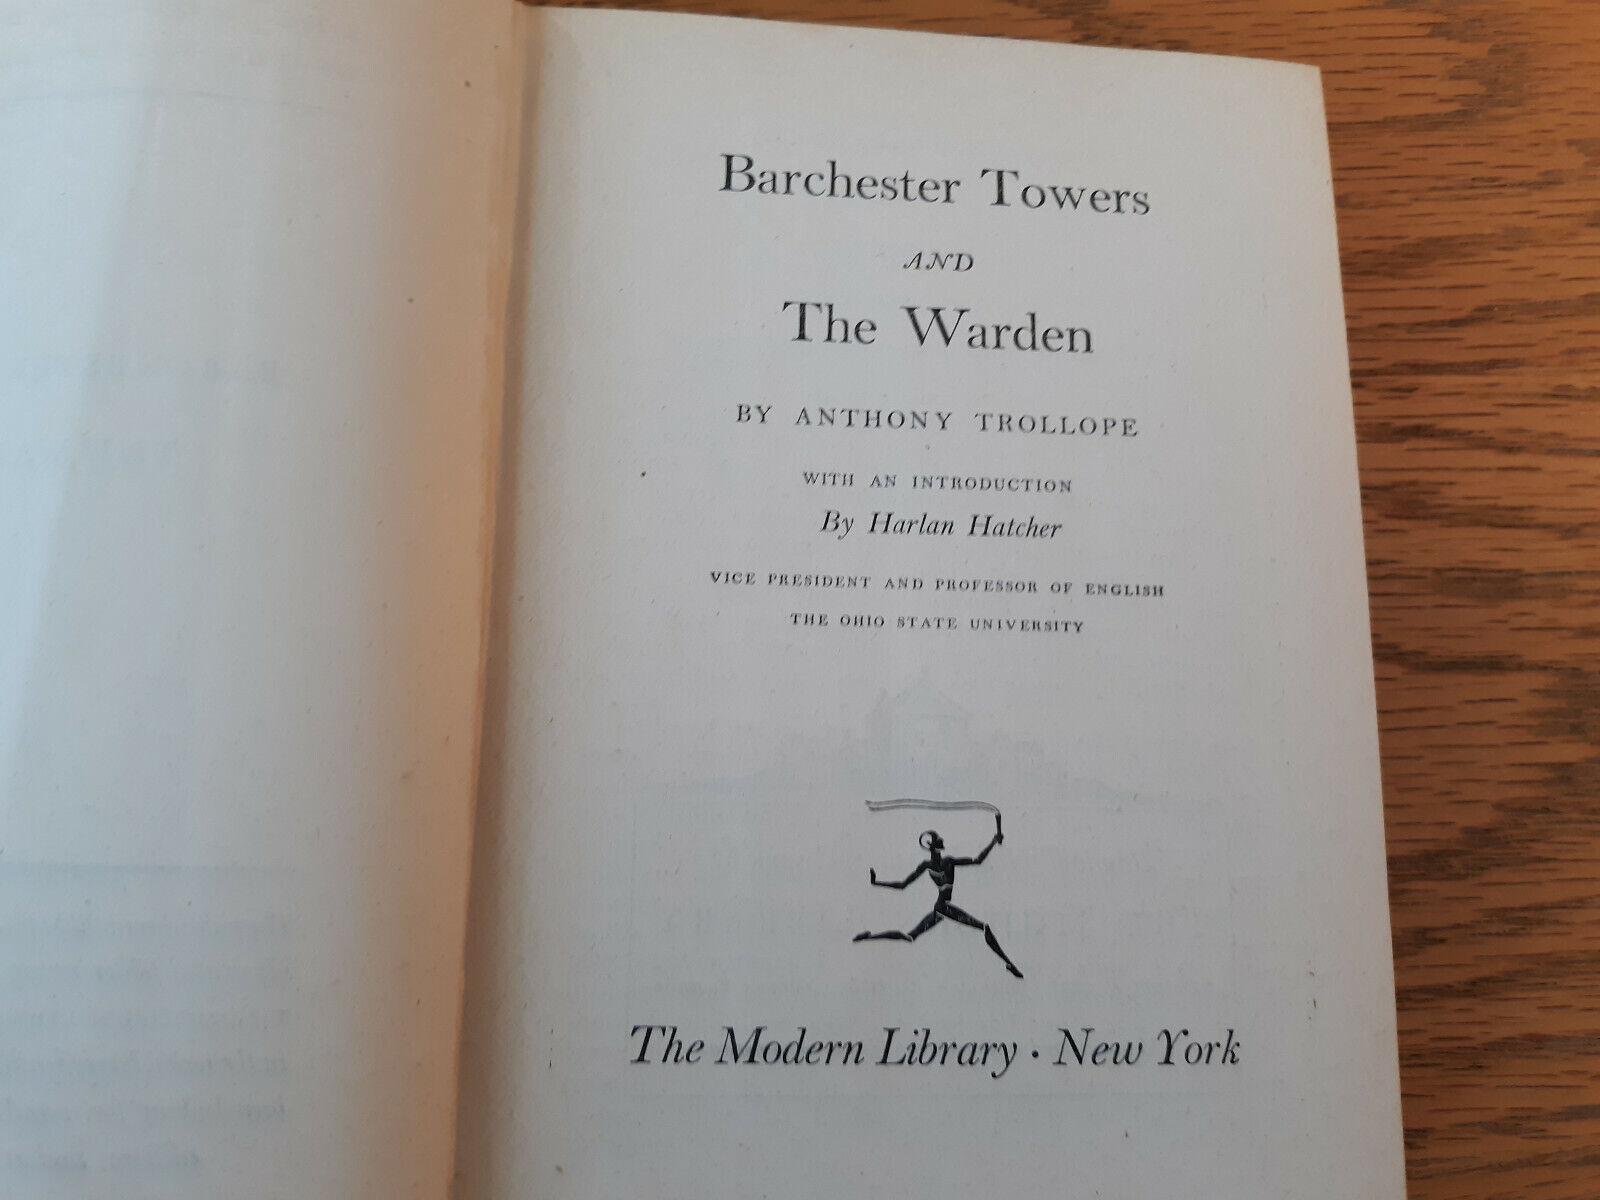 Barchester Towers
AND
The Warden
BY ANTHONY TROLLOPE
WITH AN INTRODUCTION
By Harlan Hatcher
VICE PRESIDENT AND PROFESSOR OF ENGLISH
THE OHIO STATE UNIVERSITY
The Modern Library · New York